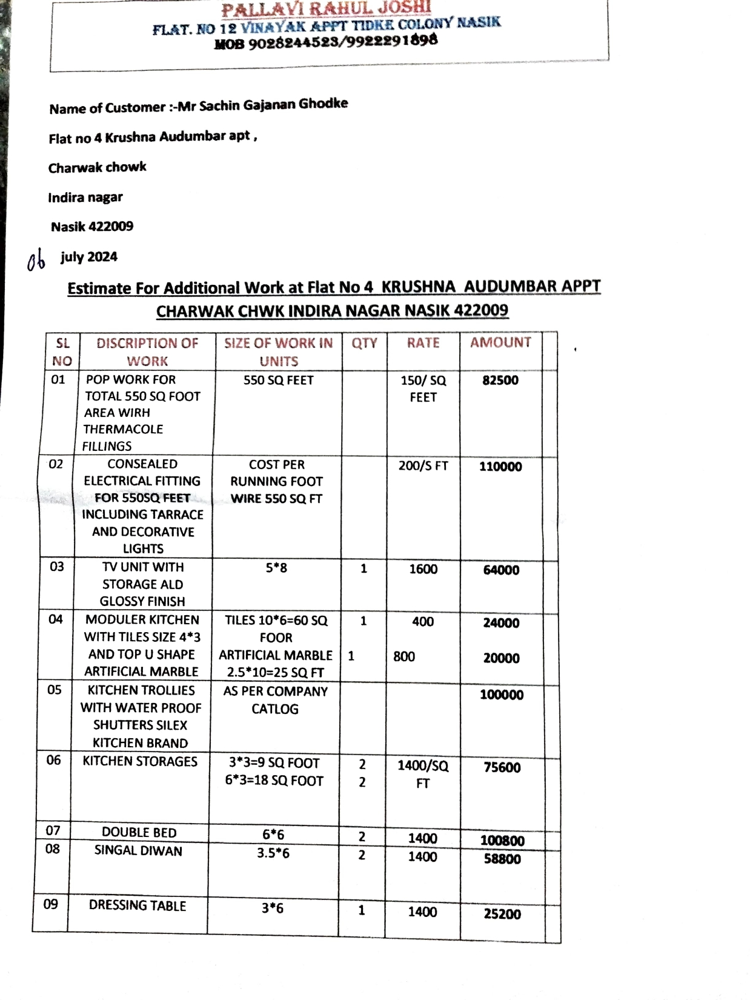 PALLAVI RAHUL JOSHI
FLAT. NO 12 VINAYAK APPT TIDKE COLONY NASIK
MOB 9028244523/9922291898
Name of Customer :-Mr Sachin Gajanan Ghodke
Flat no 4 Krushna Audumbar apt ,
Charwak chowk
Indira nagar
Nasik 422009
06 july 2024
Estimate For Additional Work at Flat No 4 KRUSHNA AUDUMBAR APPT
CHARWAK CHWK INDIRA NAGAR NASIK 422009
SL DISCRIPTION OF SIZE OF WORK IN QTY RATE AMOUNT
NO WORK UNITS
01 POP WORK FOR 550 SQ FEET 150/ SQ 82500
TOTAL 550 SQ FOOT FEET
AREA WIRH
THERMACOLE
FILLINGS
02 CONSEALED COST PER 200/S FT 110000
ELECTRICAL FITTING RUNNING FOOT
FOR 550SQ FEET WIRE 550 SQ FT
INCLUDING TARRACE
AND DECORATIVE
LIGHTS
03 TV UNIT WITH 5*8 1 1600 64000
STORAGE ALD
GLOSSY FINISH
04 MODULER KITCHEN TILES 10*6=60 SQ 1 400 24000
WITH TILES SIZE 4*3 FOOR
AND TOP U SHAPE ARTIFICIAL MARBLE 1 800 20000
ARTIFICIAL MARBLE 2.5*10=25 SQ FT
05 KITCHEN TROLLIES AS PER COMPANY 100000
WITH WATER PROOF CATLOG
SHUTTERS SILEX
KITCHEN BRAND
06 KITCHEN STORAGES 3*3=9 SQ FOOT 2 1400/SQ 75600
6*3=18 SQ FOOT 2 FT
07 DOUBLE BED 6*6 2 1400 100800
08 SINGAL DIWAN 3.5*6 2 1400 58800
09 DRESSING TABLE 3*6 1 1400 25200